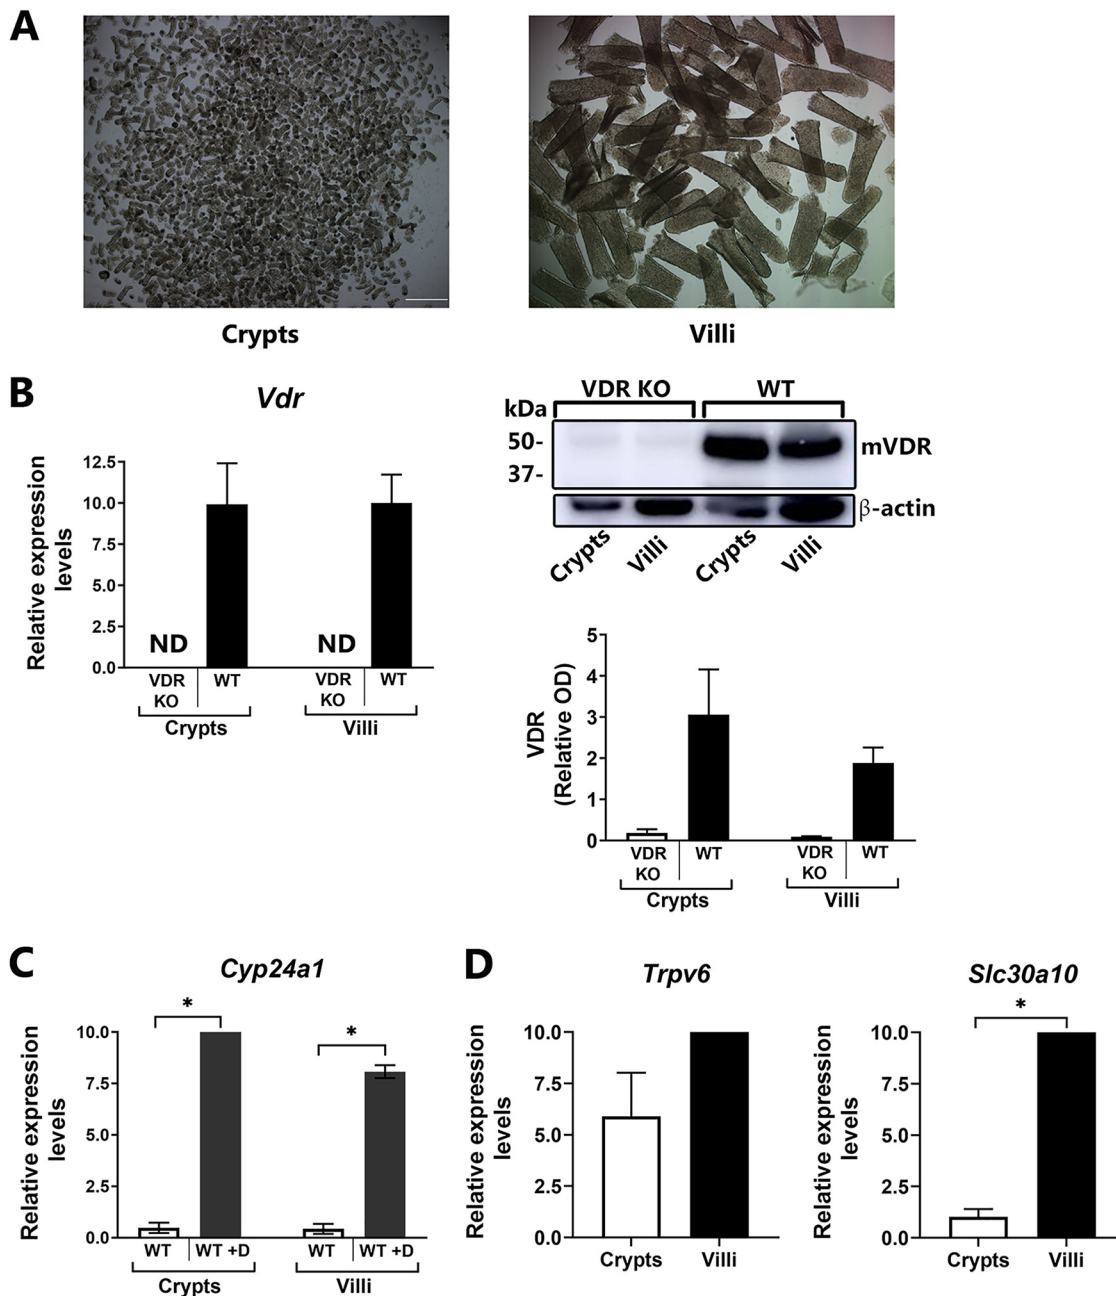 A
Crypts
Villi
B
Vdr
Relative expression
levels
12.5
10.0
7.5
5.0
2.5
0.0
ND
ND
VDR
KO
WT
VDR
KO
WT
Crypts
Villi
VDR KO
WT
kDa
50-
37-
mVDR
β-actin
Crypts
Villi
Crypts
Villi
VDR
(Relative OD)
5
4
3
2
1
0
VDR
KO
WT
VDR
KO
WT
Crypts
Villi
C
Cyp24a1
Relative expression
levels
*
*
10.0
7.5
5.0
2.5
0.0
WT
WT +D
WT
WT +D
Crypts
Villi
D
Trpv6
Relative expression
levels
10.0
7.5
5.0
2.5
0.0
Crypts
Villi
Slc30a10
Relative expression
levels
*
10.0
7.5
5.0
2.5
0.0
Crypts
Villi